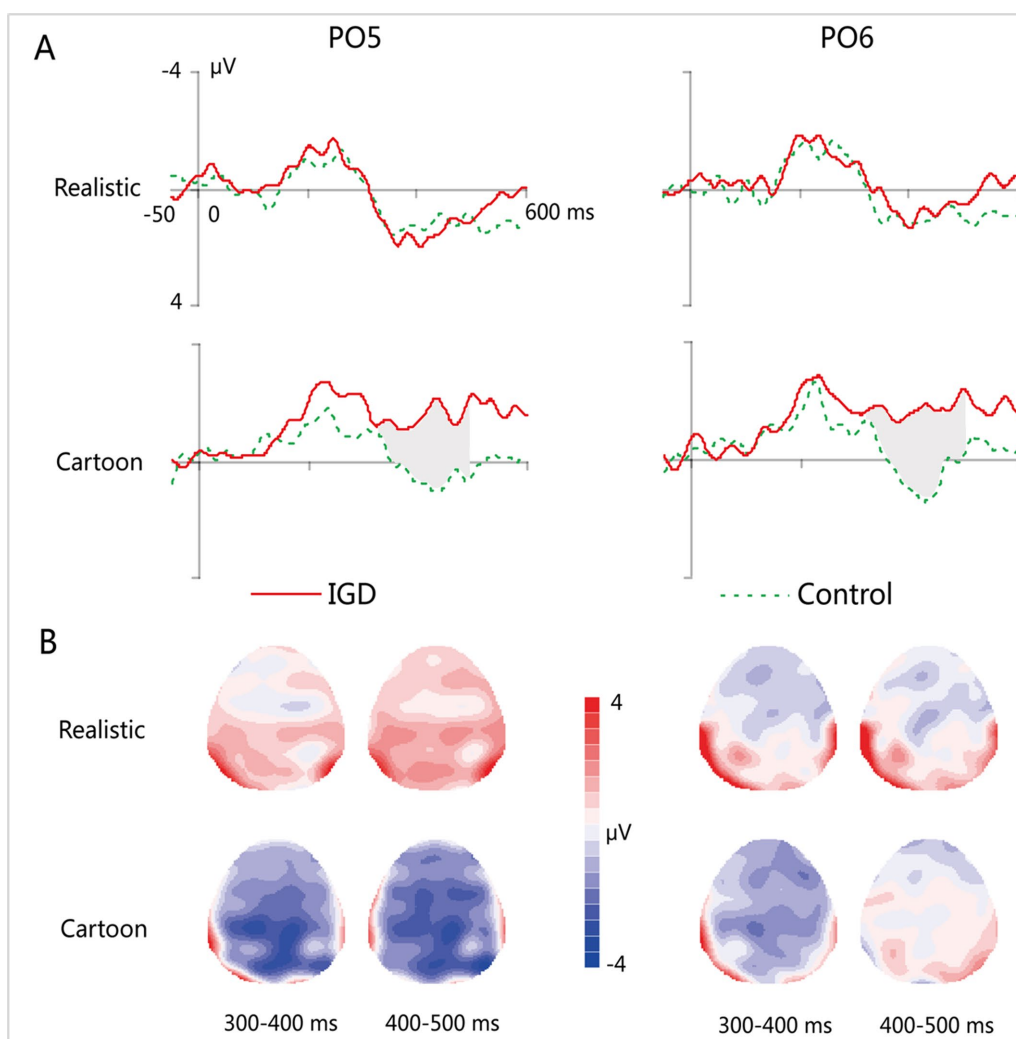 A
PO5
PO6
-4 μV
Realistic
-50 0
600 ms
4
Cartoon
IGD
Control
B
4
Realistic
μV
Cartoon
-4
300-400 ms
400-500 ms
300-400 ms
400-500 ms